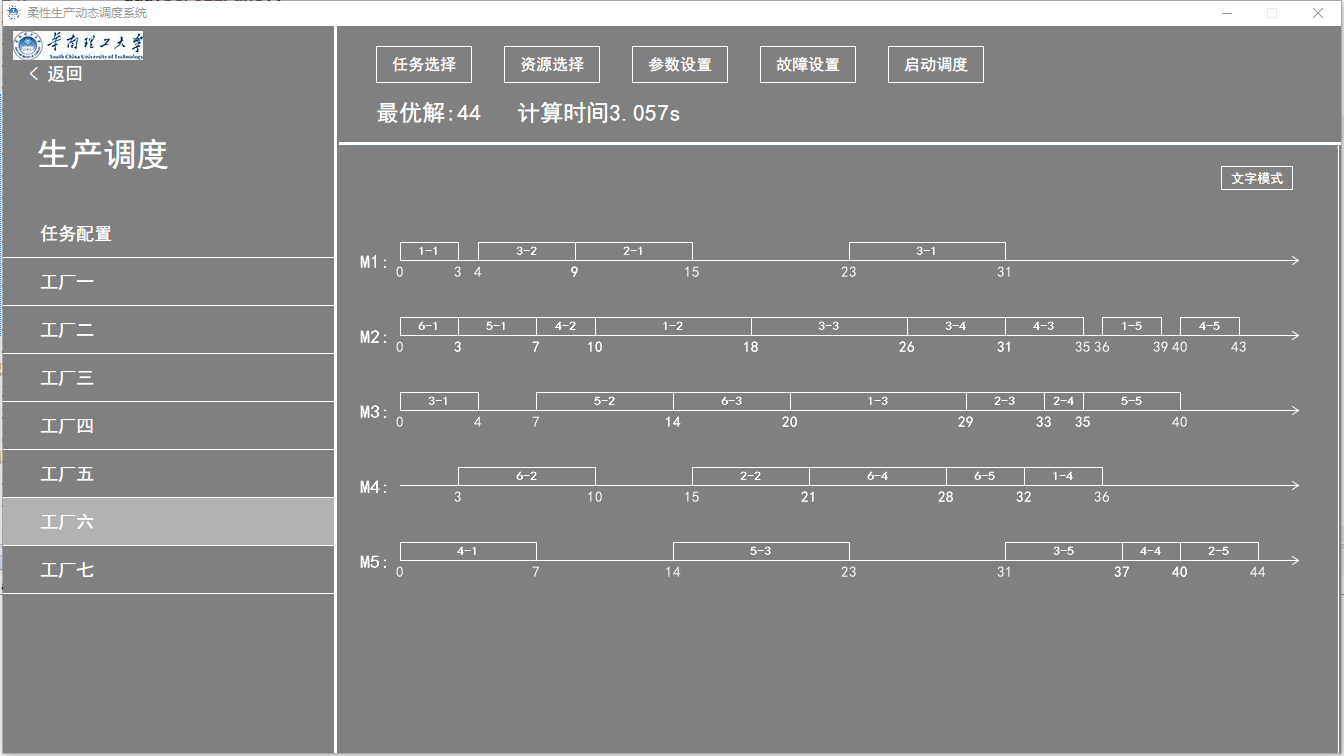 柔性生产动态调度系统
华南理工大学
South China University of Technology
< 返回
生产调度
任务配置
工厂一
工厂二
工厂三
工厂四
工厂五
工厂六
工厂七
任务选择 资源选择 参数设置 故障设置 启动调度
最优解:44 计算时间3.057s
文字模式
1-1 3-2 2-1 3-1
M1:
0 3 4 9 15 23 31
6-1 5-1 4-2 1-2 3-3 3-4 4-3 1-5 4-5
M2:
0 3 7 10 18 26 31 35 36 39 40 43
3-1 5-2 6-3 1-3 2-3 2-4 5-5
M3:
0 4 7 14 20 29 33 35 40
6-2 2-2 6-4 6-5 1-4
M4:
3 10 15 21 28 32 36
4-1 5-3 3-5 4-4 2-5
M5:
0 7 14 23 31 37 40 44